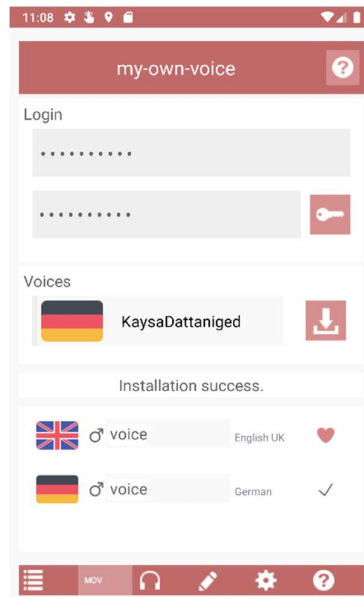 11:08
my-own-voice
?
Login
..........
..........
Voices
KaysaDattaniged
Installation success.
voice English UK
voice German
MOV ?